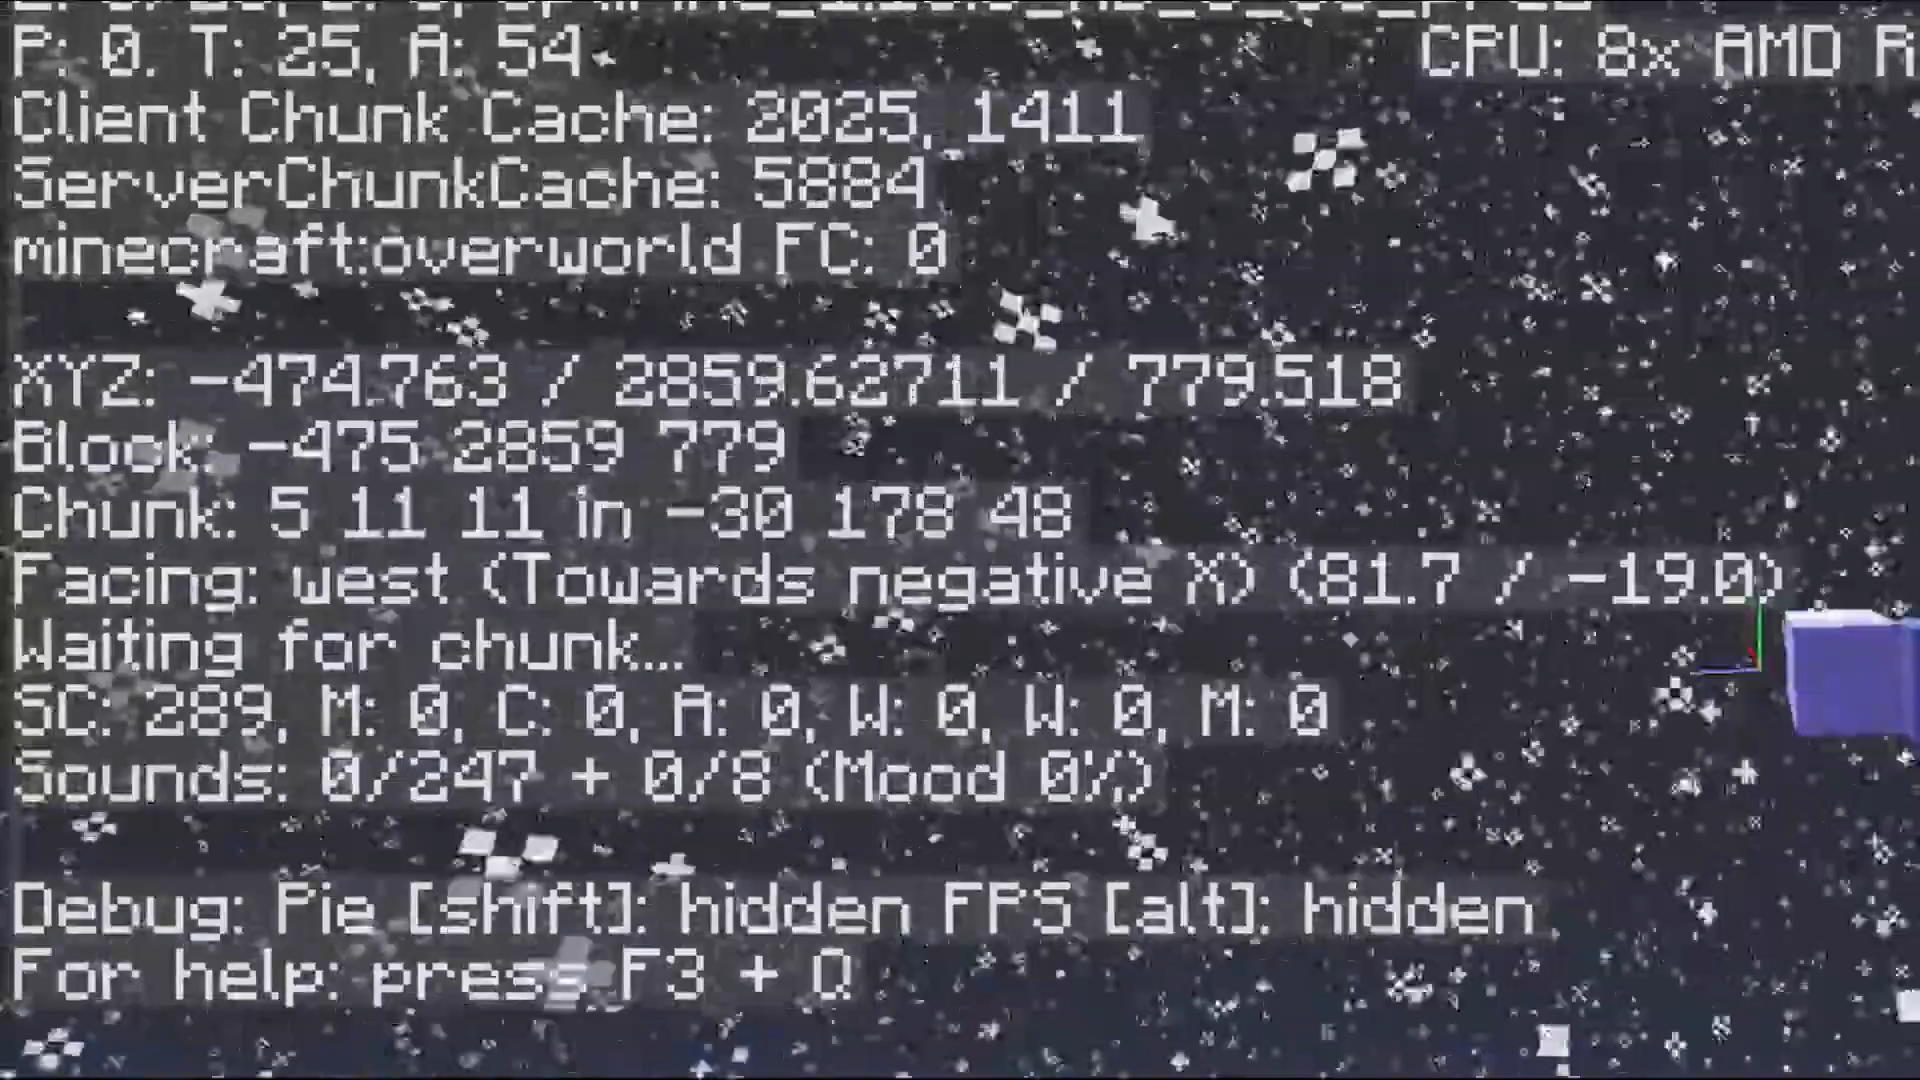 P: 0. T: 25, A: 54
CPU: 8x AMD R
Client Chunk Cache: 2025, 1411
ServerChunkCache: 5884
minecraft:overworld FC: 0
XYZ: -474.763 / 2859.62711 / 779.518
Block: -475 2859 779
Chunk: 5 11 11 in -30 178 48
Facing: west (Towards negative X) (81.7 / -19.0)
Waiting for chunk...
SC: 289, M: 0, C: 0, A: 0, W: 0, W: 0, M: 0
Sounds: 0/247 + 0/8 (Mood 0%)
Debug: Pie [shift]: hidden FPS [alt]: hidden
For help: press F3 + Q